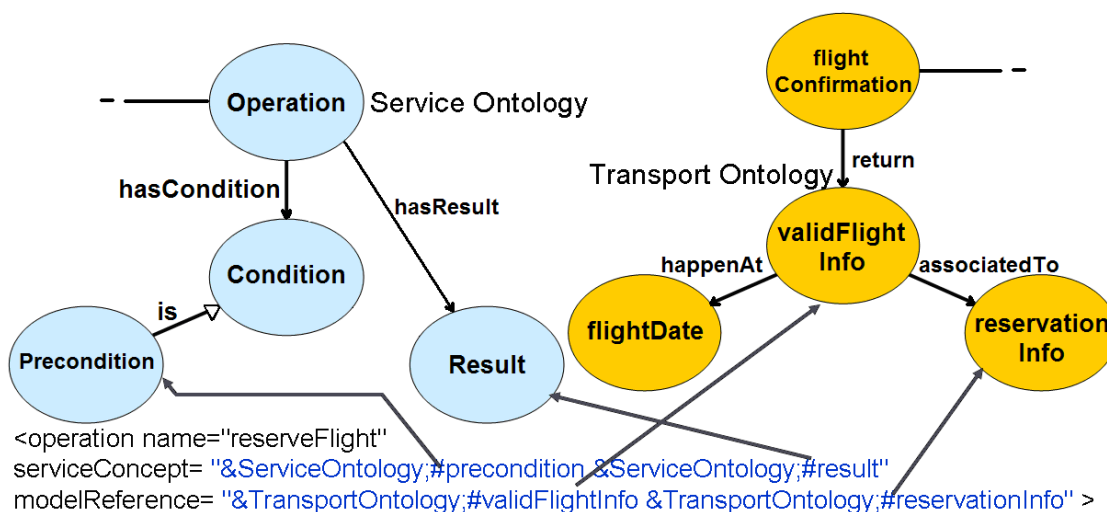 flight
Confirmation
Operation
Service Ontology
return
Transport Ontology
hasCondition
hasResult
validFlight
Info
happenAt
associatedTo
Condition
is
flightDate
reservation
Info
Precondition
Result
<operation name="reserveFlight"
serviceConcept= "&ServiceOntology;#precondition &ServiceOntology;#result"
modelReference= "&TransportOntology;#validFlightInfo &TransportOntology;#reservationInfo" >